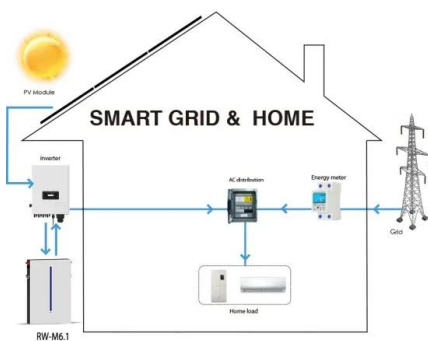 PV Module
SMART GRID & HOME
inverter
AC distribution
Energy meter
Grid
Home load
RW-M6.1